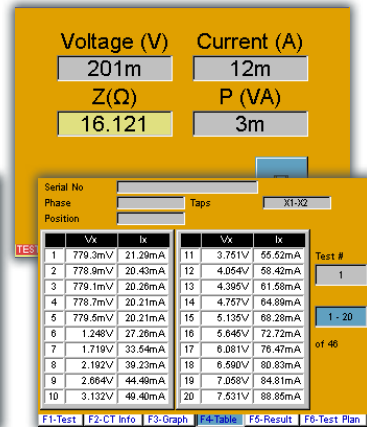 Voltage (V) Current (A)
201m 12m
Z(Ω) P (VA)
16.121 3m
TES
Serial No
Phase Taps X1-X2
Position
Vx Ix Vx Ix
1 779.3mV 21.29mA 11 3.751V 55.52mA
2 778.9mV 20.43mA 12 4.054V 58.42mA
3 779.1mV 20.26mA 13 4.395V 61.58mA
4 778.7mV 20.21mA 14 4.757V 64.89mA
5 779.5mV 20.21mA 15 5.135V 68.28mA
6 1.248V 27.26mA 16 5.645V 72.72mA
7 1.719V 33.54mA 17 6.081V 76.47mA
8 2.192V 39.23mA 18 6.590V 80.83mA
9 2.664V 44.49mA 19 7.058V 84.81mA
10 3.132V 49.40mA 20 7.531V 88.85mA
Test #
1
1 - 20
of 46
F1-Test F2-CT Info F3-Graph F4-Table F5-Result F6-Test Plan